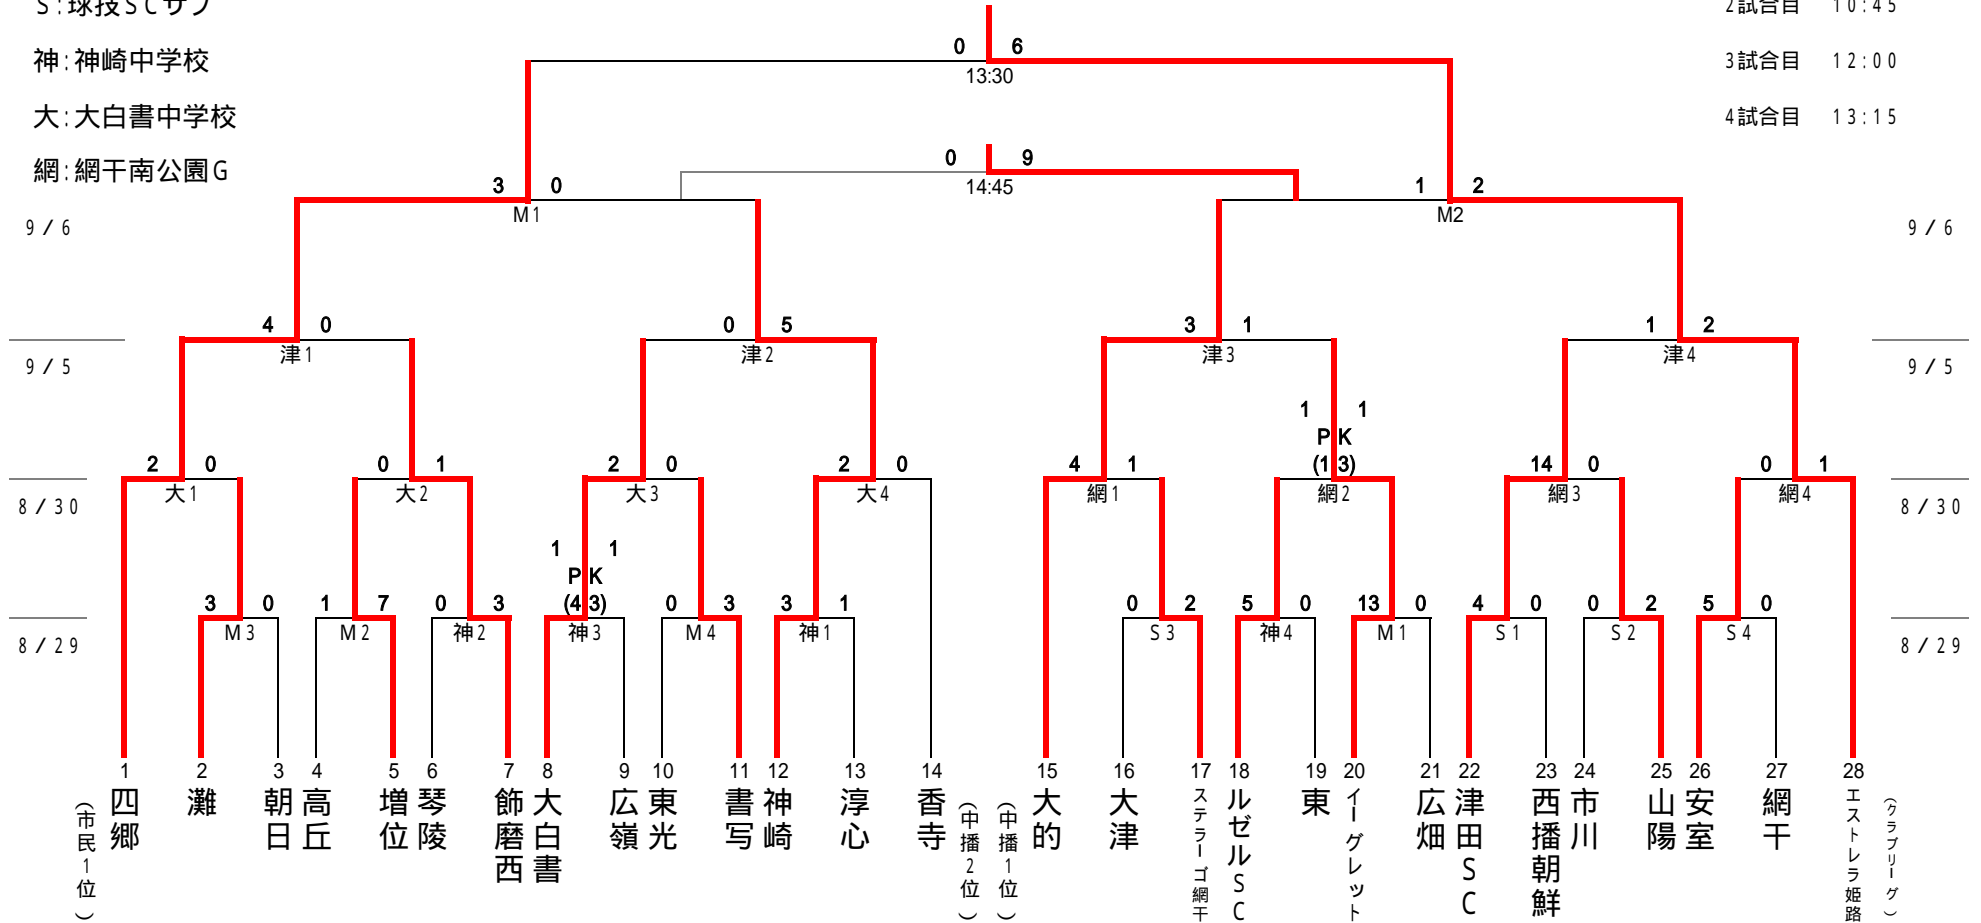 S:球技SCサブ
2試合目 10:45
神:神崎中学校
3試合目 12:00
大:大白書中学校
4試合目 13:15
網:網干南公園G
0 6
13:30
0 9
14:45
3 0
M1
1 2
M2
9/6
9/6
4 0
津1
0 5
津2
3 1
津3
1 2
津4
9/5
9/5
1 1
PK
(1 3)
2 0
大1
0 1
大2
2 0
大3
2 0
大4
4 1
網1
網2
14 0
網3
0 1
網4
8/30
8/30
1 1
PK
(4 3)
3 0
M3
1 7
M2
0 3
神2
神3
0 3
M4
3 1
神1
0 2
S3
5 0
神4
13 0
M1
4 0
S1
0 2
S2
5 0
S4
8/29
8/29
1 四郷 (市民1位)
2 灘
3 朝日
4 高丘
5 増位
6 琴陵
7 飾磨西
8 大白書
9 広嶺
10 東光
11 書写
12 神崎
13 淳心
14 香寺 (中播2位)
15 大的 (中播1位)
16 大津
17 ステラーゴ網干
18 ルゼルSC
19 東
20 イーグレット
21 広畑
22 津田SC
23 西播朝鮮
24 市川
25 山陽
26 安室
27 網干
28 エストレラ姫路 (クラブリーグ)